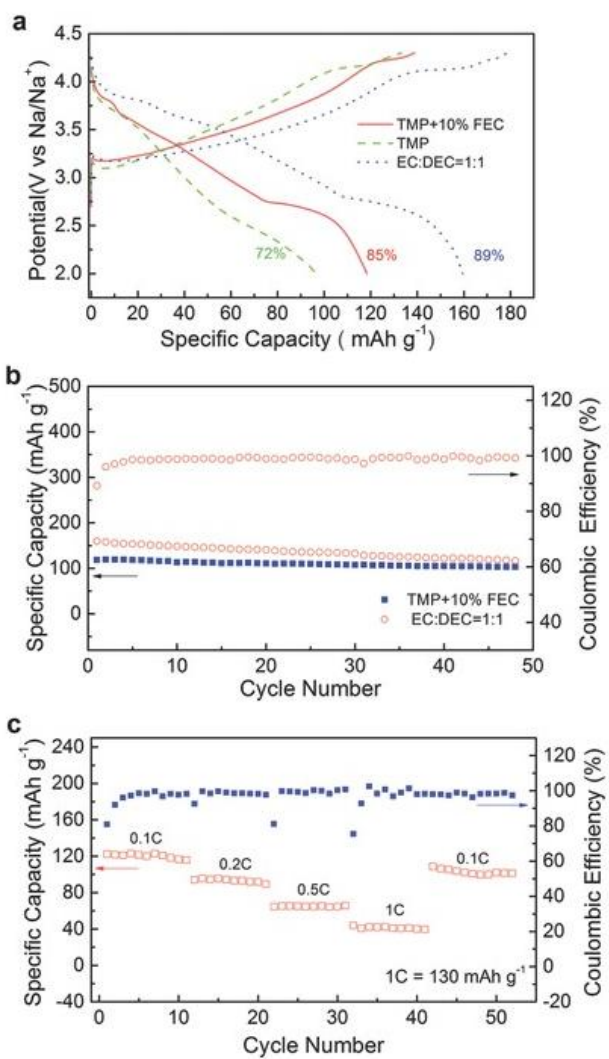 a
4.5
4.0
3.5
3.0
2.5
2.0
Potential(V vs Na/Na⁺)
TMP+10% FEC
TMP
EC:DEC=1:1
72%
85%
89%
0 20 40 60 80 100 120 140 160 180
Specific Capacity ( mAh g⁻¹)
b
500
400
300
200
100
0
Specific Capacity (mAh g⁻¹)
120
100
80
60
40
Coulombic Efficiency (%)
TMP+10% FEC
EC:DEC=1:1
0 10 20 30 40 50
Cycle Number
c
240
200
160
120
80
40
0
-40
Specific Capacity (mAh g⁻¹)
120
100
80
60
40
20
0
-20
Coulombic Efficiency (%)
0.1C
0.2C
0.5C
1C
0.1C
1C = 130 mAh g⁻¹
0 10 20 30 40 50
Cycle Number